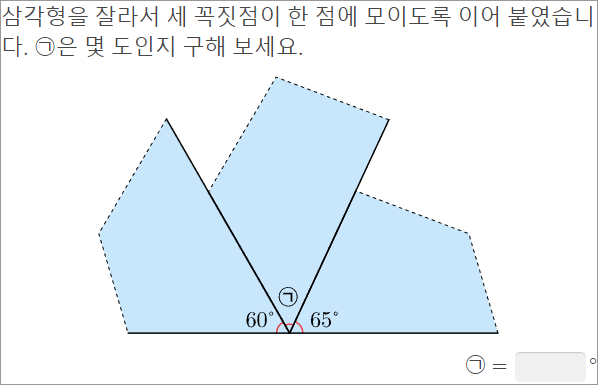 삼각형을 잘라서 세 꼭짓점이 한 점에 모이도록 이어 붙였습니
다. ㉠은 몇 도인지 구해 보세요.
㉠
60° 65°
㉠ = °